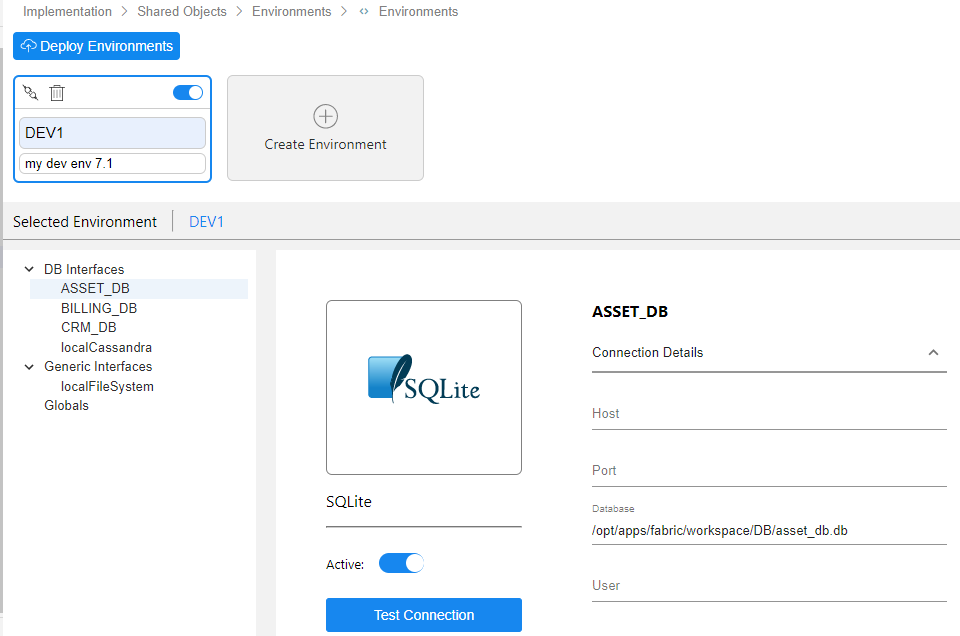 Implementation > Shared Objects > Environments > <> Environments
Deploy Environments
DEV1
my dev env 7.1
Create Environment
Selected Environment DEV1
DB Interfaces
ASSET_DB
BILLING_DB
CRM_DB
localCassandra
Generic Interfaces
localFileSystem
Globals
SQLite
SQLite
Active:
Test Connection
ASSET_DB
Connection Details
Host
Port
Database
/opt/apps/fabric/workspace/DB/asset_db.db
User